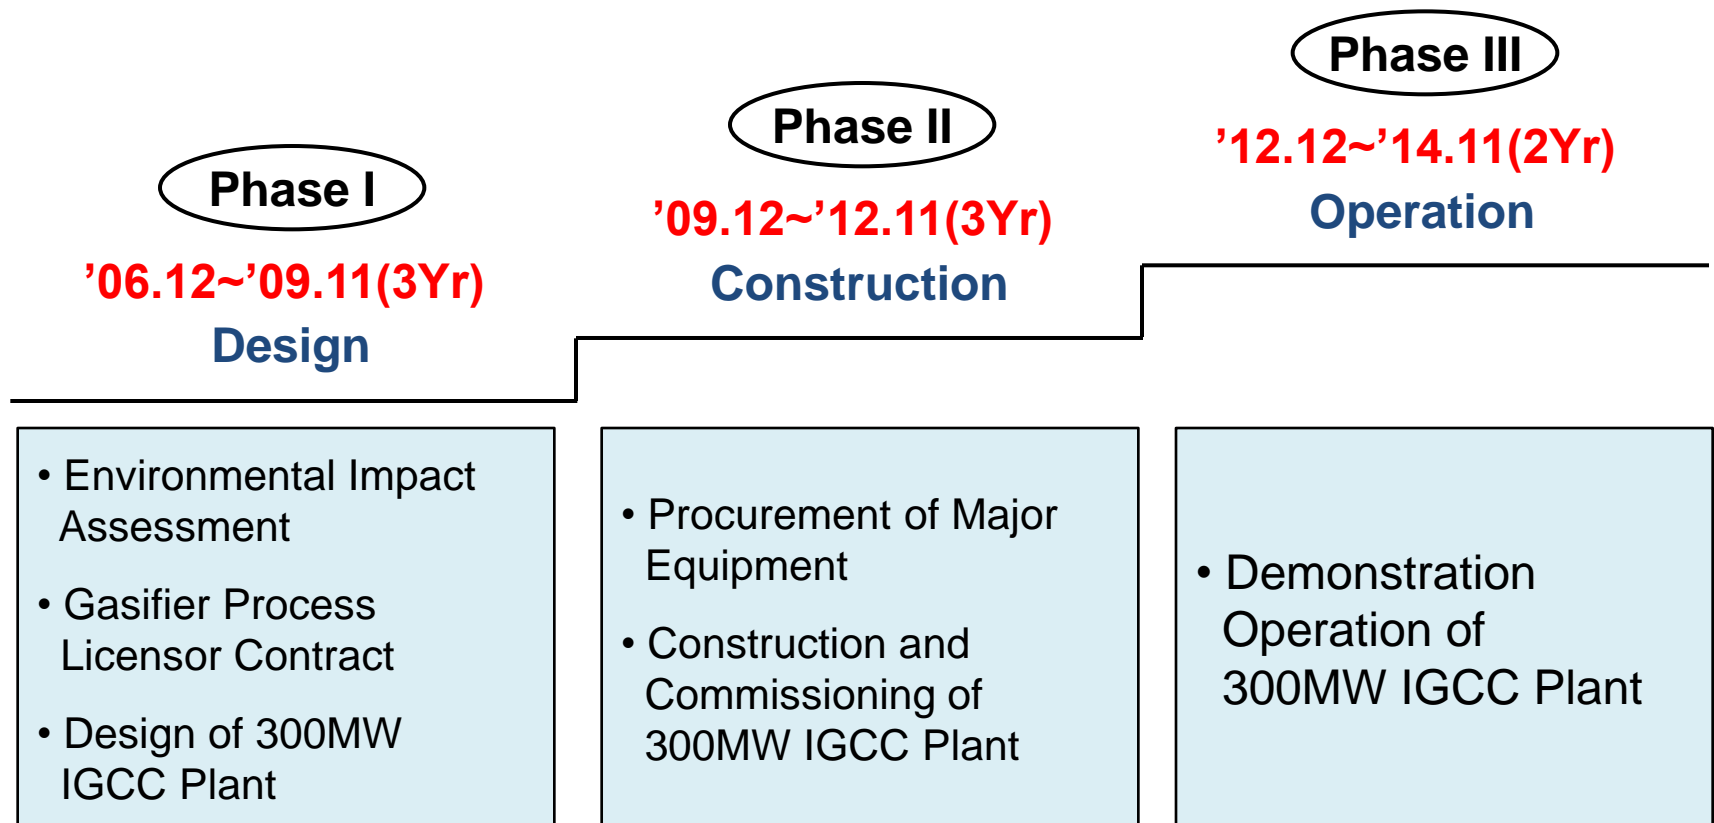 Phase I
’06.12~’09.11(3Yr)
Design
• Environmental Impact
Assessment
• Gasifier Process
Licensor Contract
• Design of 300MW
IGCC Plant
Phase II
’09.12~’12.11(3Yr)
Construction
• Procurement of Major
Equipment
• Construction and
Commissioning of
300MW IGCC Plant
Phase III
’12.12~’14.11(2Yr)
Operation
• Demonstration
Operation of
300MW IGCC Plant